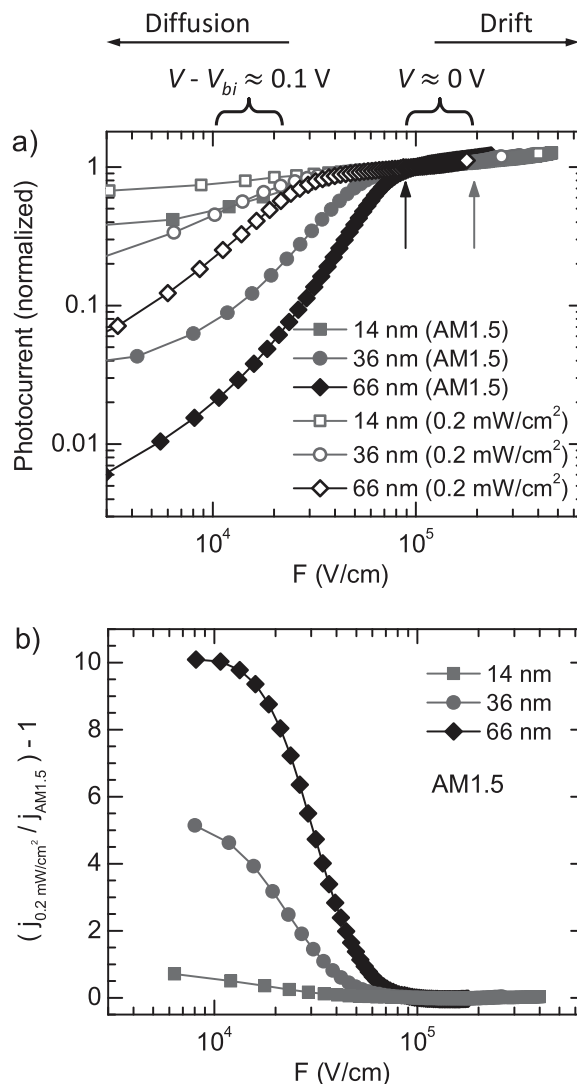 Diffusion Drift
V - V_bi ≈ 0.1 V V ≈ 0 V
a)
Photocurrent (normalized)
1
0.1
0.01
14 nm (AM1.5)
36 nm (AM1.5)
66 nm (AM1.5)
14 nm (0.2 mW/cm²)
36 nm (0.2 mW/cm²)
66 nm (0.2 mW/cm²)
10⁴ 10⁵
F (V/cm)
b)
( j_0.2 mW/cm² / j_AM1.5 ) - 1
10
8
6
4
2
0
14 nm
36 nm
66 nm
AM1.5
10⁴ 10⁵
F (V/cm)